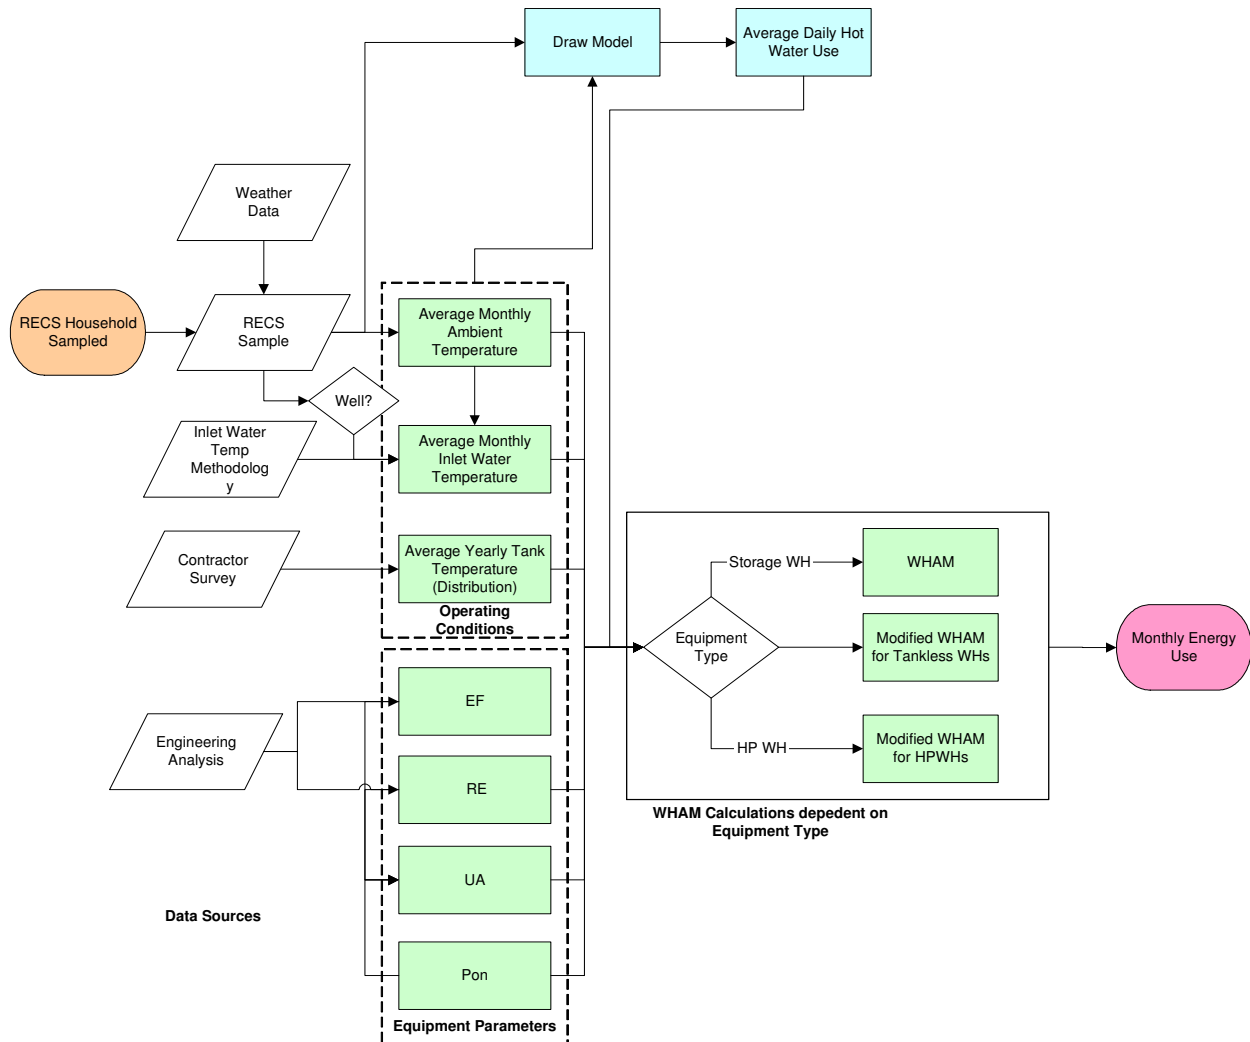 Draw Model
Average Daily Hot
Water Use
Weather
Data
RECS Household
Sampled
RECS
Sample
Average Monthly
Ambient
Temperature
Well?
Inlet Water
Temp
Methodolog
y
Average Monthly
Inlet Water
Temperature
Contractor
Survey
Average Yearly Tank
Temperature
(Distribution)
Operating
Conditions
Storage WH
WHAM
Equipment
Type
Modified WHAM
for Tankless WHs
Monthly Energy
Use
HP WH
Modified WHAM
for HPWHs
WHAM Calculations depedent on
Equipment Type
Engineering
Analysis
EF
RE
UA
Data Sources
Pon
Equipment Parameters